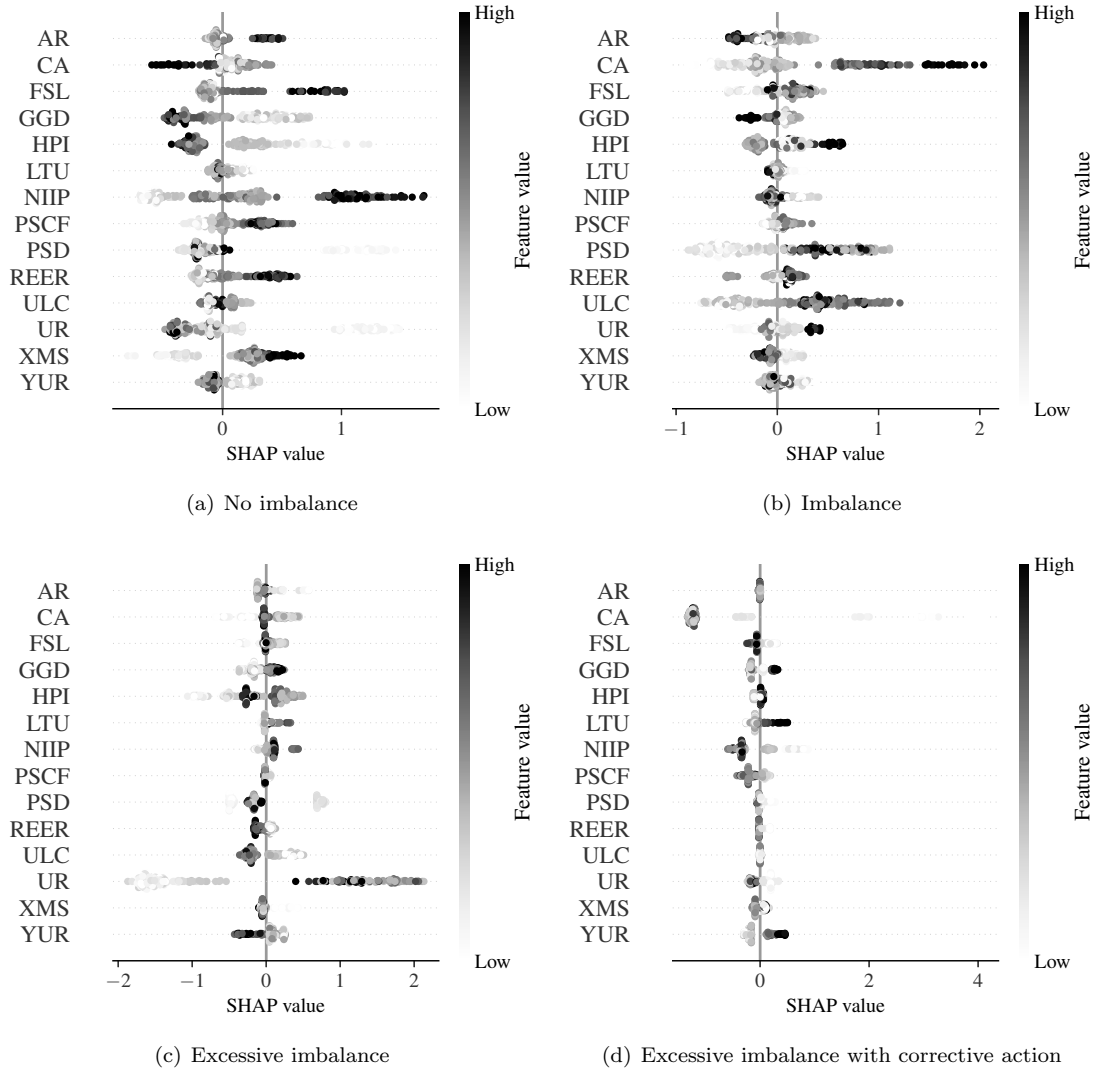 High
AR
CA
FSL
GGD
HPI
LTU
NIIP
PSCF
PSD
REER
ULC
UR
XMS
YUR
Feature value
Low
0 1
SHAP value
(a) No imbalance
High
AR
CA
FSL
GGD
HPI
LTU
NIIP
PSCF
PSD
REER
ULC
UR
XMS
YUR
Feature value
Low
−1 0 1 2
SHAP value
(b) Imbalance
High
AR
CA
FSL
GGD
HPI
LTU
NIIP
PSCF
PSD
REER
ULC
UR
XMS
YUR
Feature value
Low
−2 −1 0 1 2
SHAP value
(c) Excessive imbalance
High
AR
CA
FSL
GGD
HPI
LTU
NIIP
PSCF
PSD
REER
ULC
UR
XMS
YUR
Feature value
Low
0 2 4
SHAP value
(d) Excessive imbalance with corrective action